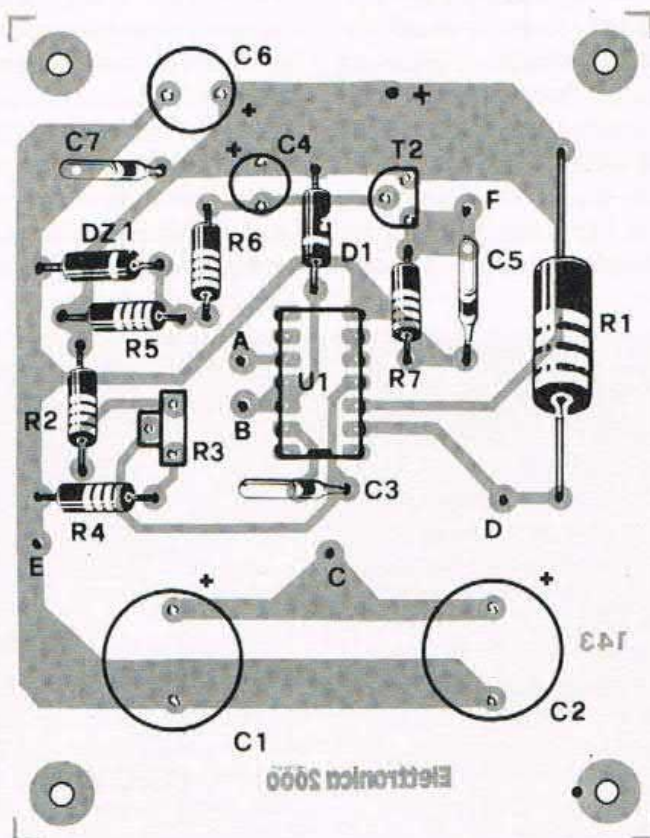 C6
+
+
C7
+
C4
T2
F
DZ1
R6
D1
C5
R5
A
U1
R7
R1
R2
B
R3
C3
R4
D
E
C
+
+
143
C2
C1
Elettronica 2000